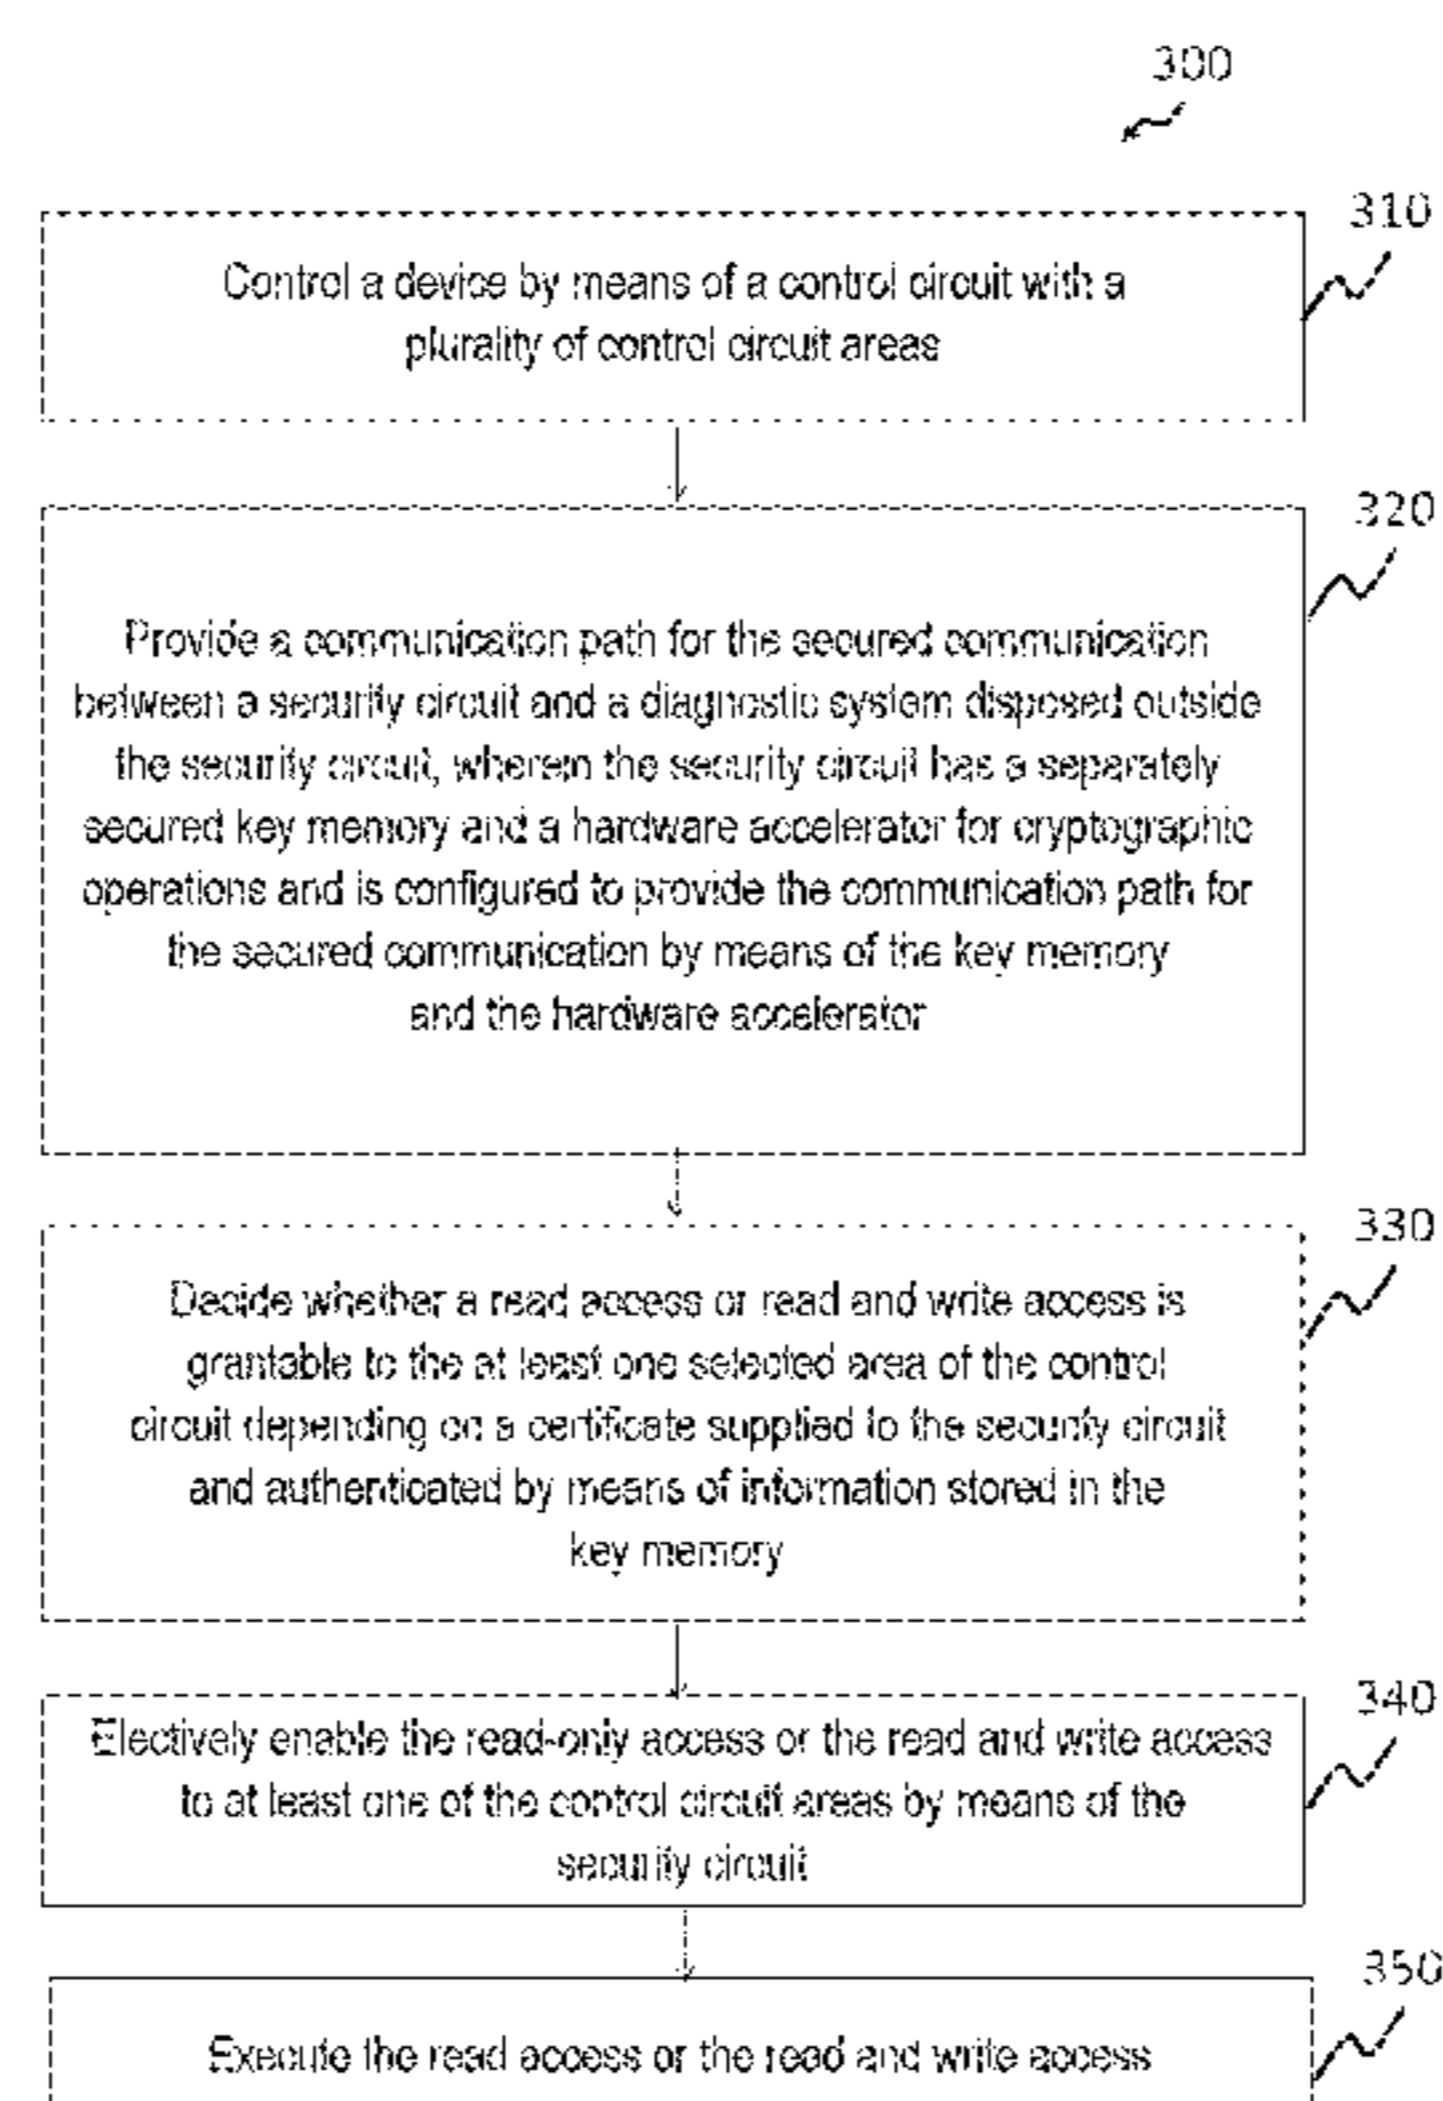 300
310
Control a device by means of a control circuit with a
plurality of control circuit areas
320
Provide a communication path for the secured communication
between a security circuit and a diagnostic system disposed outside
the security circuit, wherein the security circuit has a separately
secured key memory and a hardware accelerator for cryptographic
operations and is configured to provide the communication path for
the secured communication by means of the key memory
and the hardware accelerator
330
Decide whether a read access or read and write access is
grantable to the at least one selected area of the control
circuit depending on a certificate supplied to the security circuit
and authenticated by means of information stored in the
key memory
340
Electively enable the read-only access or the read and write access
to at least one of the control circuit areas by means of the
security circuit
350
Execute the read access or the read and write access